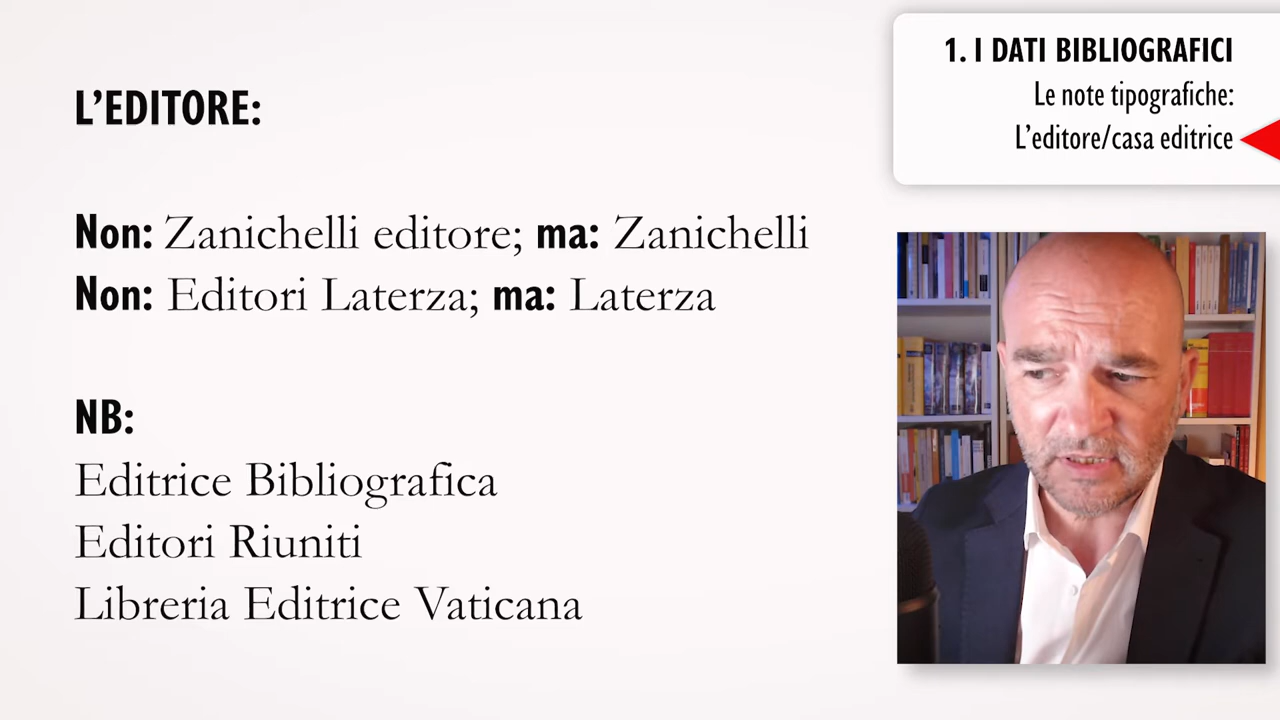 1. I DATI BIBLIOGRAFICI
Le note tipografiche:
L’editore/casa editrice
L’EDITORE:
Non: Zanichelli editore; ma: Zanichelli
Non: Editori Laterza; ma: Laterza
NB:
Editrice Bibliografica
Editori Riuniti
Libreria Editrice Vaticana